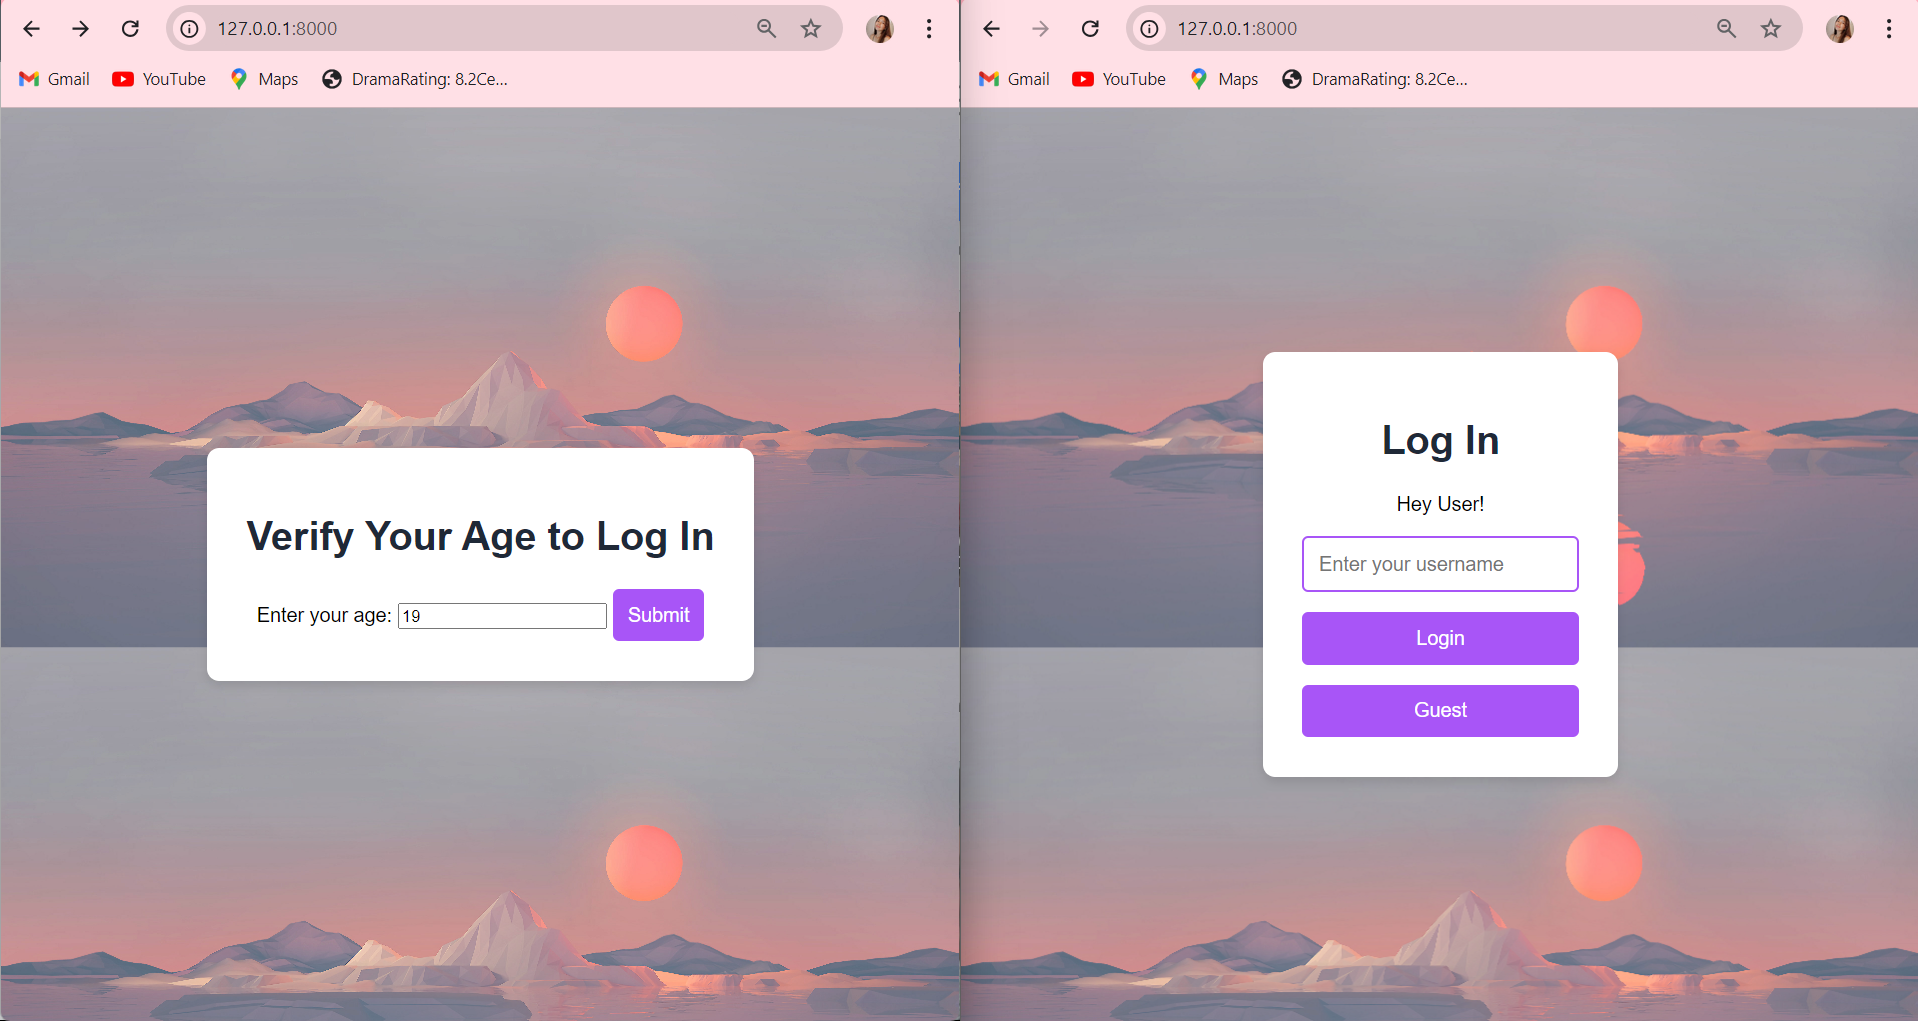 127.0.0.1:8000
Gmail YouTube Maps DramaRating: 8.2Ce...
Verify Your Age to Log In
Enter your age: 19 Submit
127.0.0.1:8000
Gmail YouTube Maps DramaRating: 8.2Ce...
Log In
Hey User!
Enter your username
Login
Guest